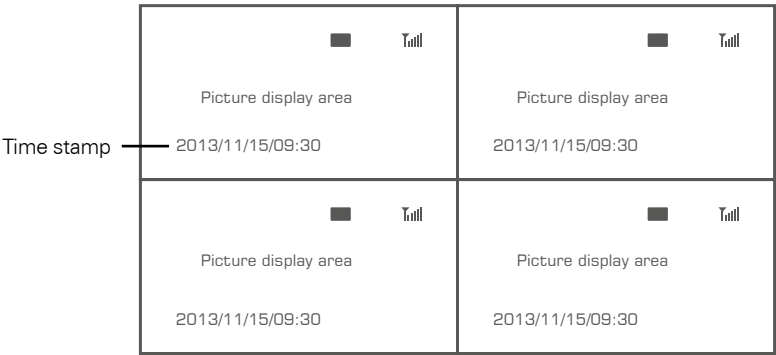 Picture display area Picture display area
Time stamp 2013/11/15/09:30 2013/11/15/09:30
Picture display area Picture display area
2013/11/15/09:30 2013/11/15/09:30